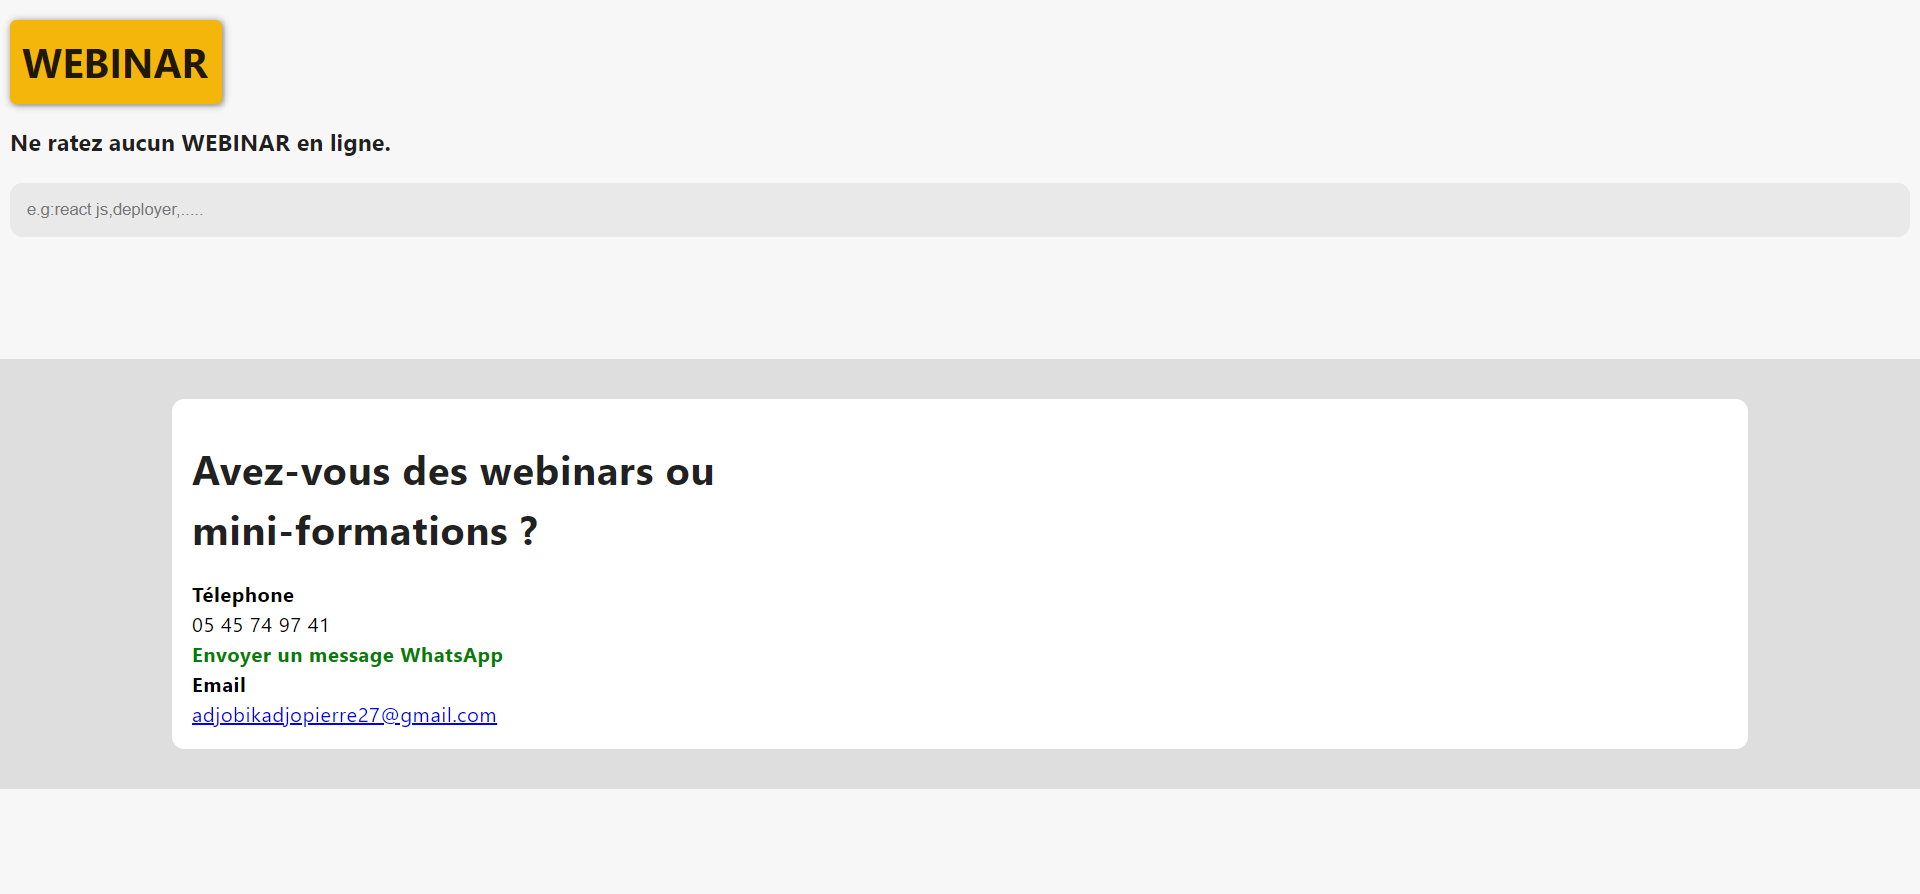 WEBINAR
Ne ratez aucun WEBINAR en ligne.
e.g:react js,deployer,.....
Avez-vous des webinars ou
mini-formations ?
Télephone
05 45 74 97 41
Envoyer un message WhatsApp
Email
adjobikadjopierre27@gmail.com